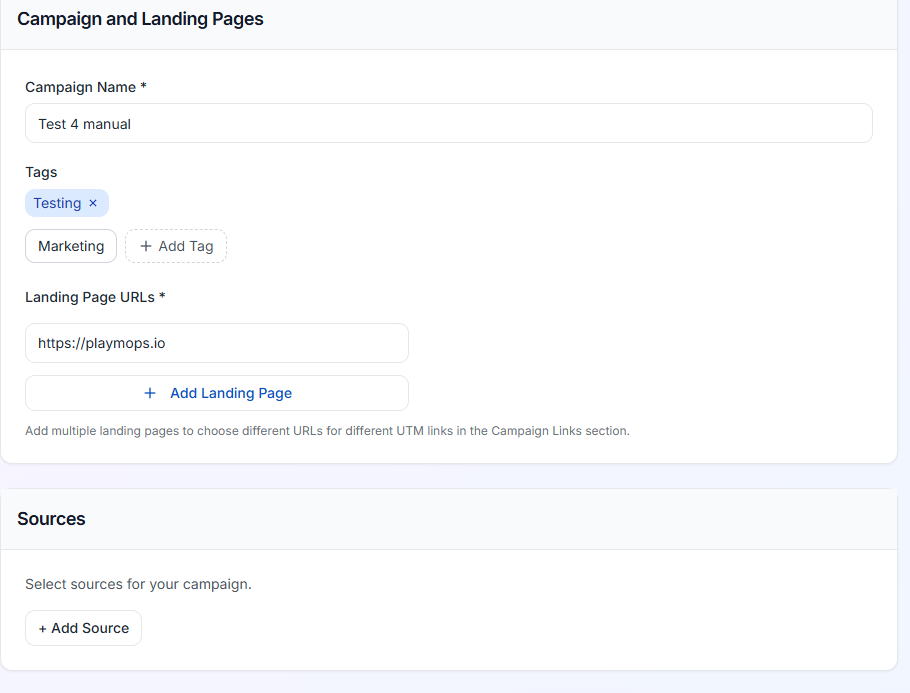 Campaign and Landing Pages
Campaign Name *
Test 4 manual
Tags
Testing ×
Marketing + Add Tag
Landing Page URLs *
https://playmops.io
+ Add Landing Page
Add multiple landing pages to choose different URLs for different UTM links in the Campaign Links section.
Sources
Select sources for your campaign.
+ Add Source